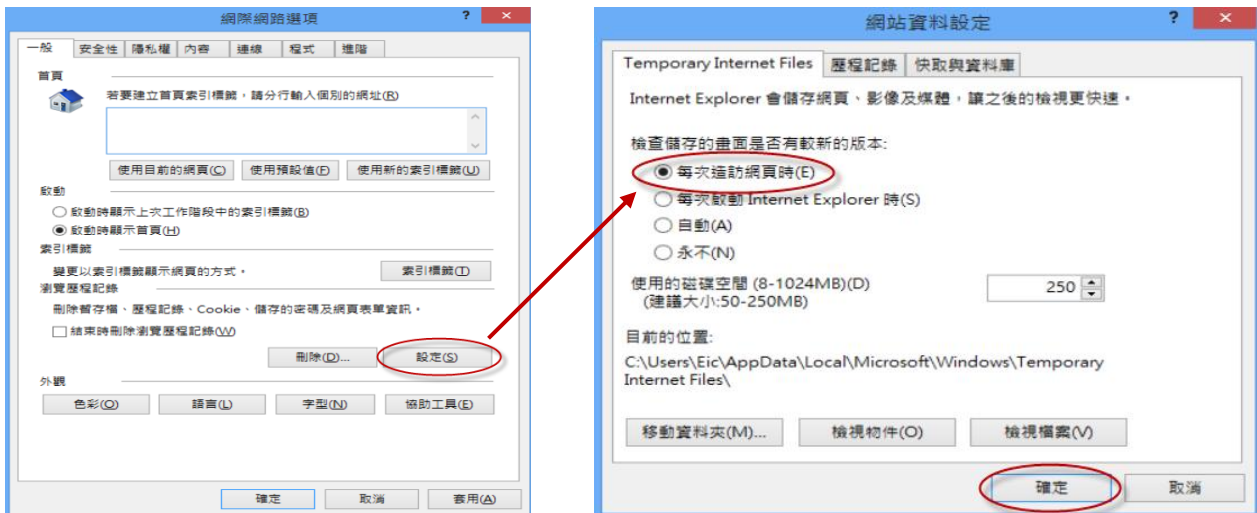 網際網路選項
?
×
一般 安全性 隱私權 內容 連線 程式 進階
首頁
若要建立首頁索引標籤，請分行輸入個別的網址(R)
使用目前的網頁(C) 使用預設值(F) 使用新的索引標籤(U)
啟動
啟動時顯示上次工作階段中的索引標籤(B)
啟動時顯示首頁(H)
索引標籤
變更以索引標籤顯示網頁的方式。
索引標籤(T)
瀏覽歷程記錄
刪除暫存檔、歷程記錄、Cookie、儲存的密碼及網頁表單資訊。
結束時刪除瀏覽歷程記錄(W)
刪除(D)... 設定(S)
外觀
色彩(O) 語言(L) 字型(N) 協助工具(E)
確定 取消 套用(A)
網站資料設定
?
×
Temporary Internet Files 歷程記錄 快取與資料庫
Internet Explorer 會儲存網頁、影像及媒體，讓之後的檢視更快速。
檢查儲存的畫面是否有較新的版本:
每次造訪網頁時(E)
每次啟動 Internet Explorer 時(S)
自動(A)
永不(N)
使用的磁碟空間 (8-1024MB)(D)
250
(建議大小:50-250MB)
目前的位置:
C:\Users\Eic\AppData\Local\Microsoft\Windows\Temporary
Internet Files\
移動資料夾(M)... 檢視物件(O) 檢視檔案(V)
確定 取消